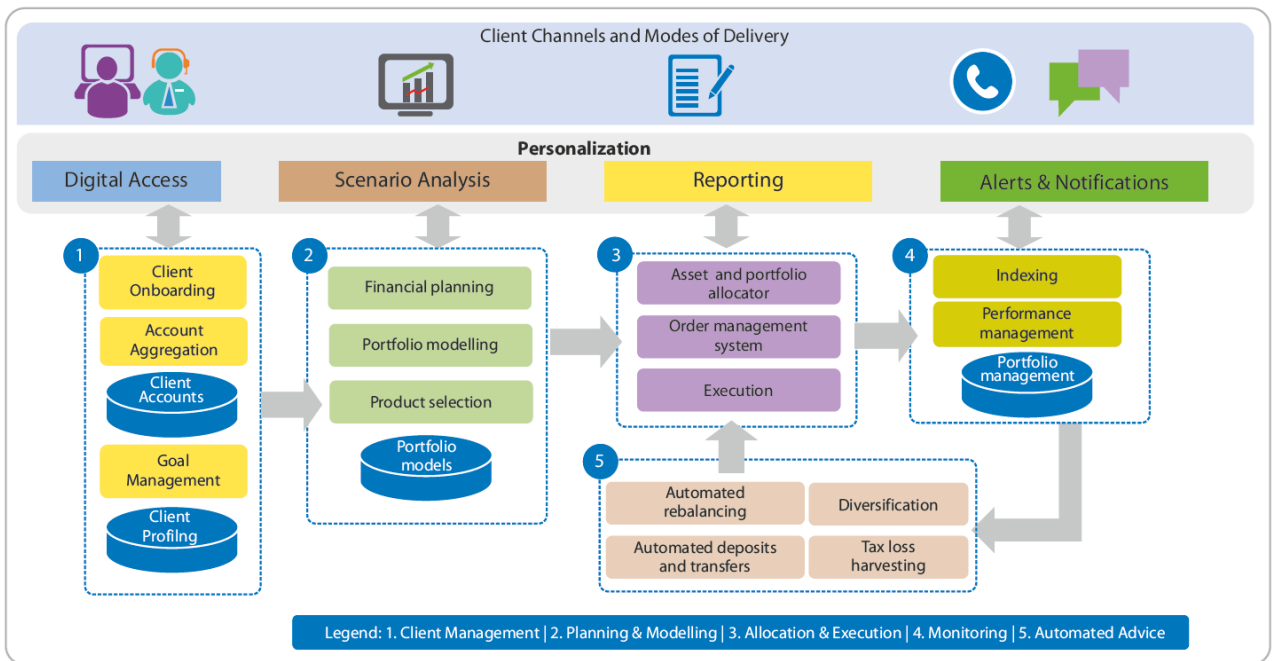 Client Channels and Modes of Delivery
Personalization
Digital Access
Scenario Analysis
Reporting
Alerts & Notifications
1
Client
Onboarding
Account
Aggregation
Client
Accounts
Goal
Management
Client
Profilng
2
Financial planning
Portfolio modelling
Product selection
Portfolio
models
3
Asset and portfolio
allocator
Order management
system
Execution
4
Indexing
Performance
management
Portfolio
management
5
Automated
rebalancing
Diversification
Automated deposits
and transfers
Tax loss
harvesting
Legend: 1. Client Management | 2. Planning & Modelling | 3. Allocation & Execution | 4. Monitoring | 5. Automated Advice